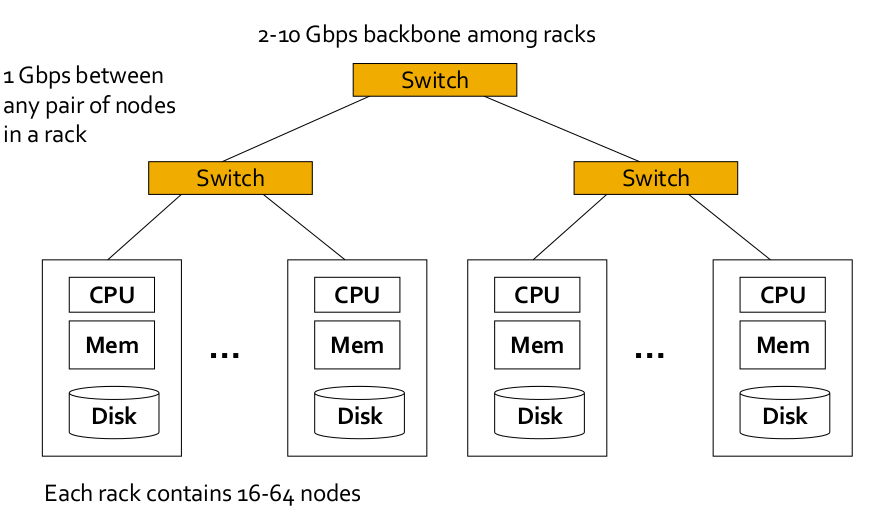 2-10 Gbps backbone among racks
1 Gbps between
any pair of nodes
in a rack
Switch
Switch
Switch
CPU
CPU
CPU
CPU
Mem
...
Mem
Mem
...
Mem
Disk
Disk
Disk
Disk
Each rack contains 16-64 nodes